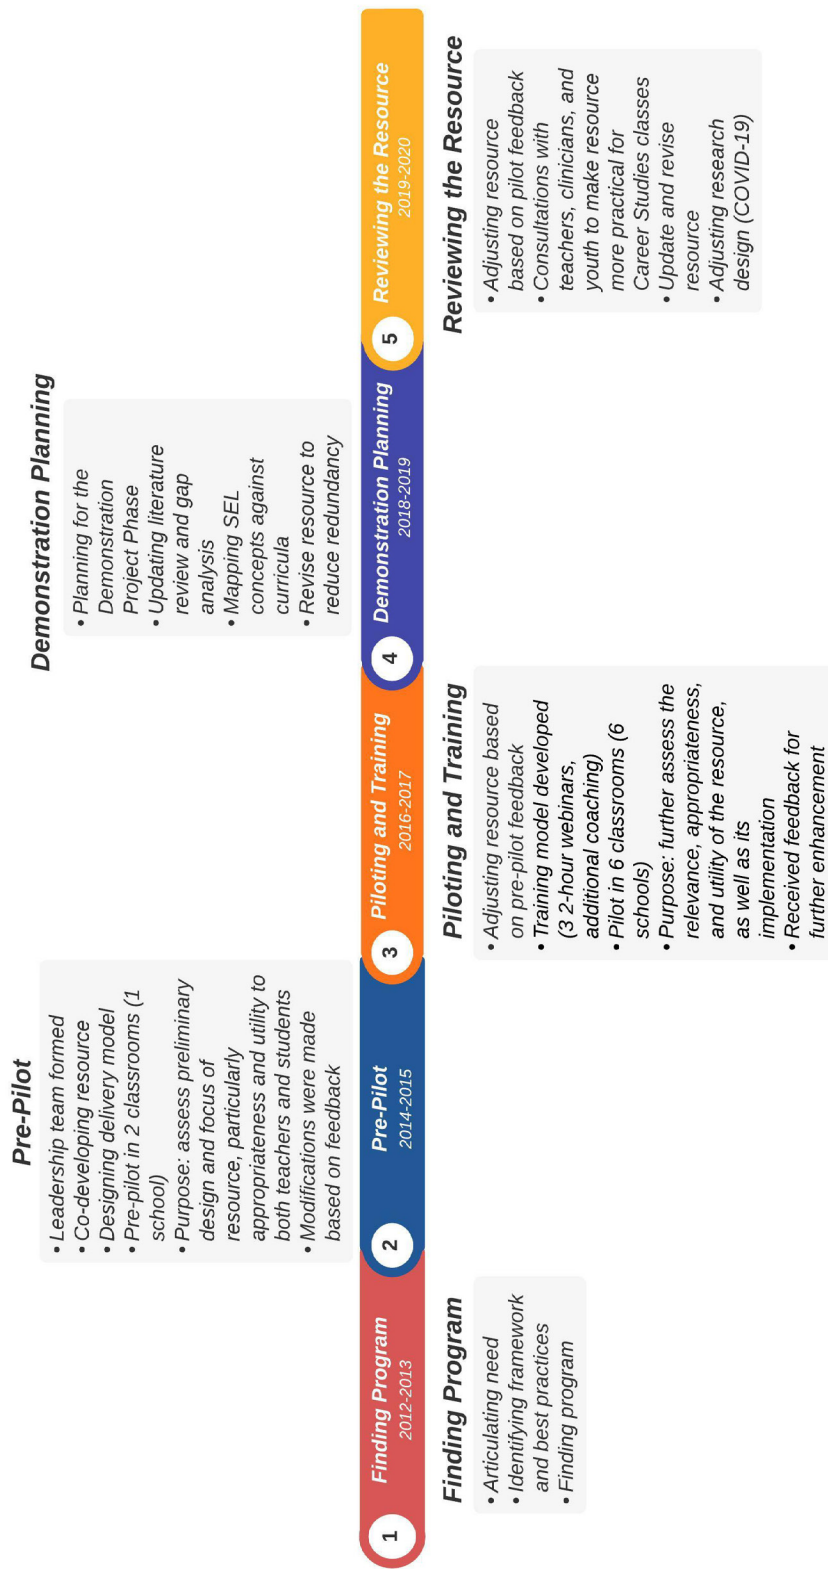 Pre-Pilot
• Leadership team formed
• Co-developing resource
• Designing delivery model
• Pre-pilot in 2 classrooms (1
school)
• Purpose: assess preliminary
design and focus of
resource, particularly
appropriateness and utility to
both teachers and students
• Modifications were made
based on feedback
Demonstration Planning
• Planning for the
Demonstration
Project Phase
• Updating literature
review and gap
analysis
• Mapping SEL
concepts against
curricula
• Revise resource to
reduce redundancy
1
Finding Program
2012-2013
2
Pre-Pilot
2014-2015
3
Piloting and Training
2016-2017
4
Demonstration Planning
2018-2019
5
Reviewing the Resource
2019-2020
Finding Program
• Articulating need
• Identifying framework
and best practices
• Finding program
Piloting and Training
• Adjusting resource based
on pre-pilot feedback
• Training model developed
(3 2-hour webinars,
additional coaching)
• Pilot in 6 classrooms (6
schools)
• Purpose: further assess the
relevance, appropriateness,
and utility of the resource,
as well as its
implementation
• Received feedback for
further enhancement
Reviewing the Resource
• Adjusting resource
based on pilot feedback
• Consultations with
teachers, clinicians, and
youth to make resource
more practical for
Career Studies classes
• Update and revise
resource
• Adjusting research
design (COVID-19)